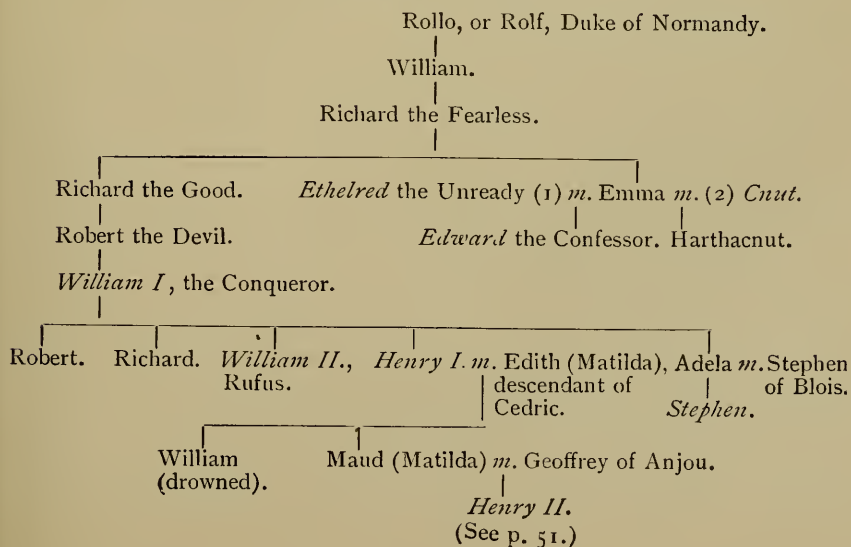 Rollo, or Rolf, Duke of Normandy.
William.
Richard the Fearless.
Richard the Good. Ethelred the Unready (1) m. Emma m. (2) Cnut.
Robert the Devil. Edward the Confessor. Harthacnut.
William I, the Conqueror.
Robert. Richard. William II., Henry I. m. Edith (Matilda), Adela m. Stephen
Rufus. descendant of of Blois.
Cedric. Stephen.
William Maud (Matilda) m. Geoffrey of Anjou.
(drowned).
Henry II.
(See p. 51.)